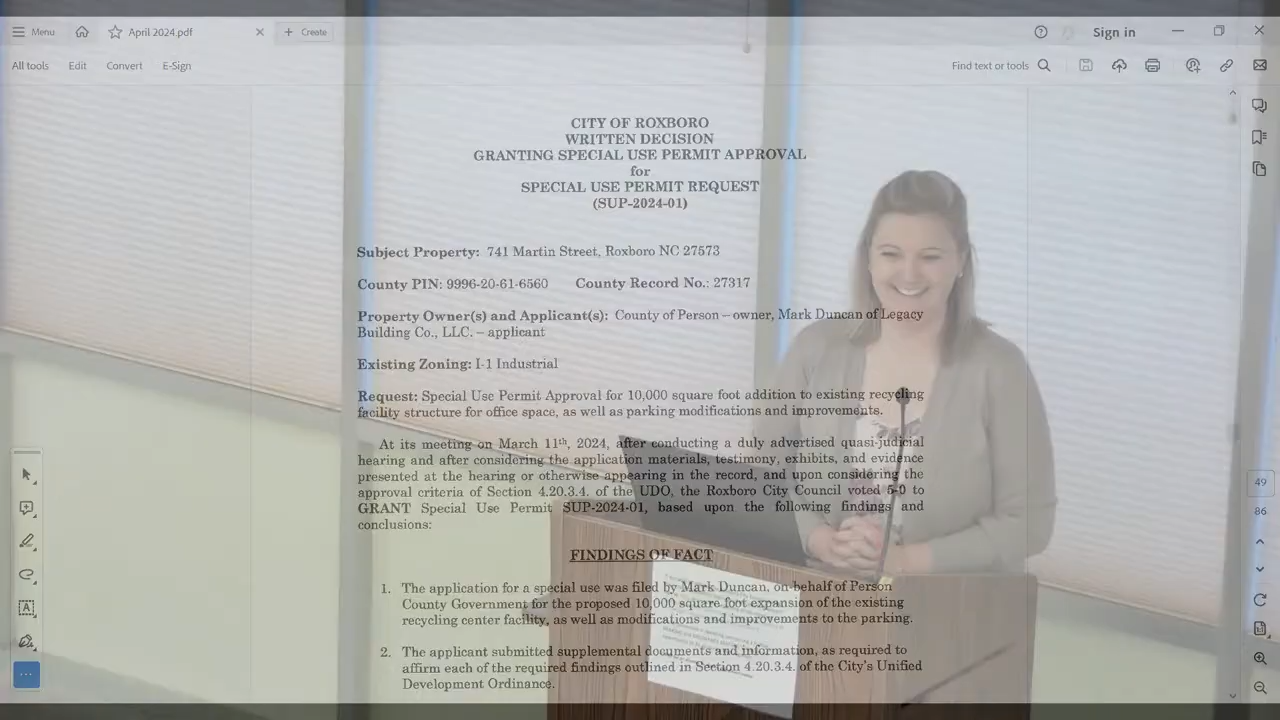 Menu
April 2024.pdf
Create
Sign in
All tools
Edit
Convert
E-Sign
Find text or tools
CITY OF ROXBORO
WRITTEN DECISION
GRANTING SPECIAL USE PERMIT APPROVAL
for
SPECIAL USE PERMIT REQUEST
(SUP-2024-01)
Subject Property: 741 Martin Street, Roxboro NC 27573
County PIN: 9996-20-61-6560 County Record No.: 27317
Property Owner(s) and Applicant(s): County of Person – owner, Mark Duncan of Legacy
Building Co., LLC. – applicant
Existing Zoning: I-1 Industrial
Request: Special Use Permit Approval for 10,000 square foot addition to existing recycling
facility structure for office space, as well as parking modifications and improvements.
At its meeting on March 11th, 2024, after conducting a duly advertised quasi-judicial
hearing and after considering the application materials, testimony, exhibits, and evidence
presented at the hearing or otherwise appearing in the record, and upon considering the
approval criteria of Section 4.20.3.4. of the UDO, the Roxboro City Council voted 5-0 to
GRANT Special Use Permit SUP-2024-01, based upon the following findings and
conclusions:
FINDINGS OF FACT
1. The application for a special use was filed by Mark Duncan, on-behalf of Person
County Government for the proposed 10,000 square foot expansion of the existing
recycling center facility, as well as modifications and improvements to the parking.
2. The applicant submitted supplemental documents and information, as required to
affirm each of the required findings outlined in Section 4.20.3.4. of the City's Unified
Development Ordinance.
49
86